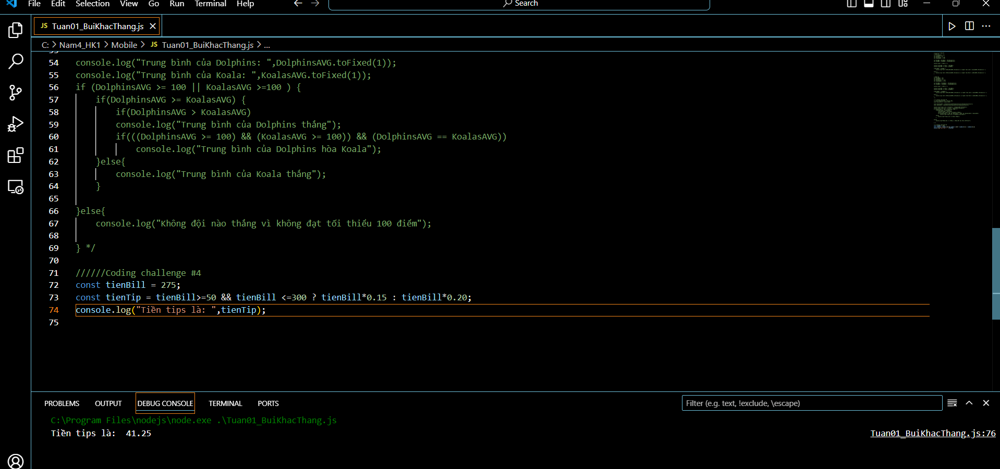 File Edit Selection View Go Run Terminal Help Search
JS Tuan01_BuiKhacThang.js
C: > Nam4_HK1 > Mobile > JS Tuan01_BuiKhacThang.js > ...
54 console.log("Trung bình của Dolphins: ",DolphinsAVG.toFixed(1));
55 console.log("Trung bình của Koala: ",KoalasAVG.toFixed(1));
56 if (DolphinsAVG >= 100 || KoalasAVG >=100 ) {
57 if(DolphinsAVG >= KoalasAVG) {
58 if(DolphinsAVG > KoalasAVG)
59 console.log("Trung bình của Dolphins thắng");
60 if(((DolphinsAVG >= 100) && (KoalasAVG >= 100)) && (DolphinsAVG == KoalasAVG))
61 console.log("Trung bình của Dolphins hòa Koala");
62 }else{
63 console.log("Trung bình của Koala thắng");
64 }
65
66 }else{
67 console.log("Không đội nào thắng vì không đạt tối thiểu 100 điểm");
68
69 } */
70
71 //////Coding challenge #4
72 const tienBill = 275;
73 const tienTip = tienBill>=50 && tienBill <=300 ? tienBill*0.15 : tienBill*0.20;
74 console.log("Tiền tips là: ",tienTip);
75
PROBLEMS OUTPUT DEBUG CONSOLE TERMINAL PORTS Filter (e.g. text, !exclude, \escape)
C:\Program Files\nodejs\node.exe .\Tuan01_BuiKhacThang.js
Tiền tips là: 41.25 Tuan01_BuiKhacThang.js:76